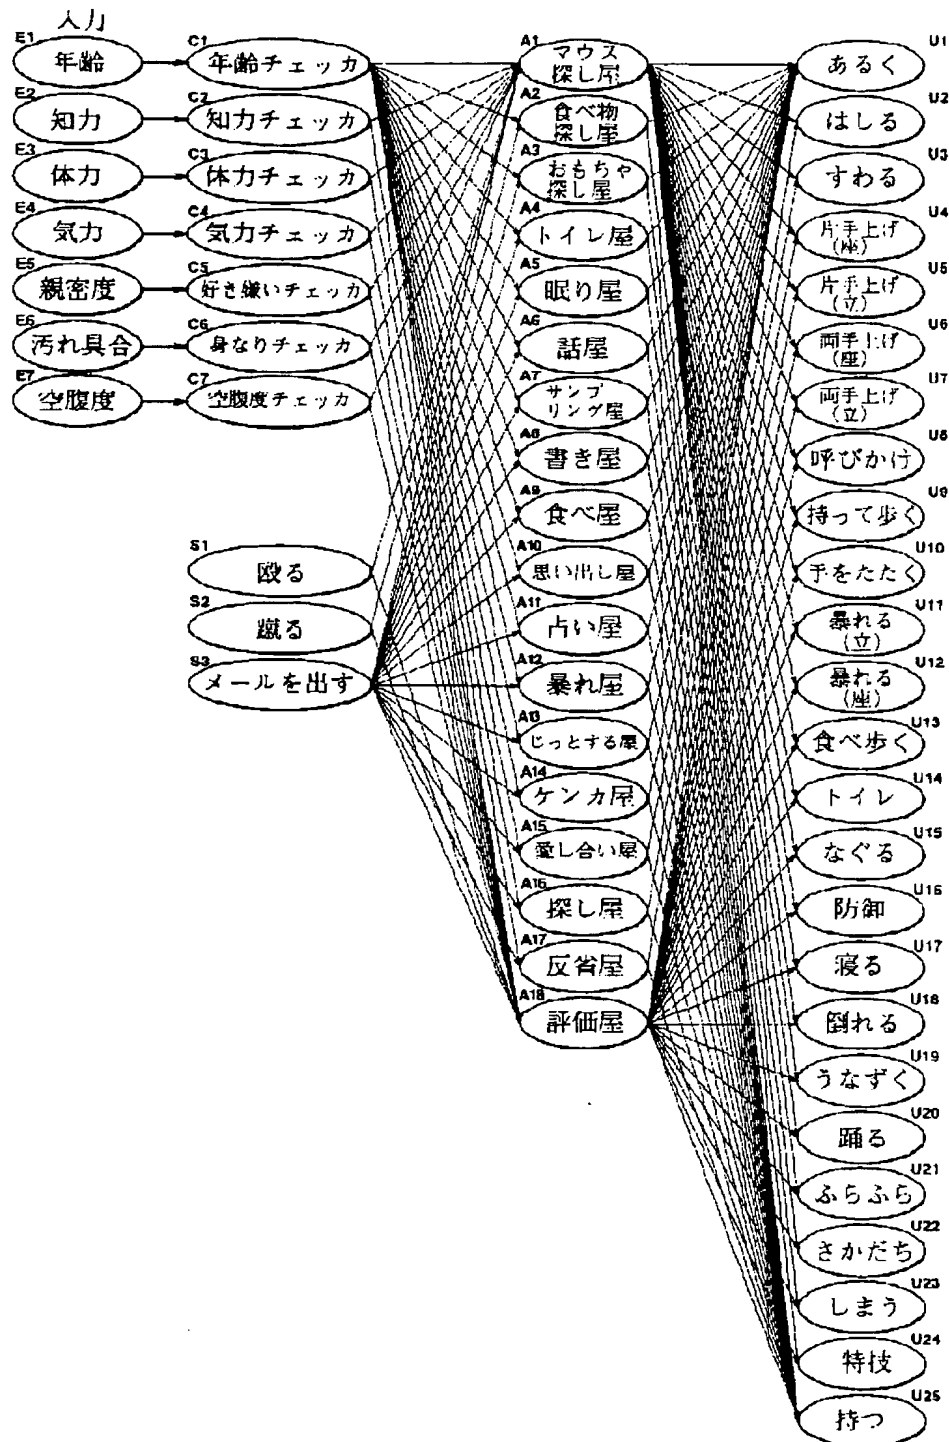 入力
E1
年齢
E2
知力
E3
体力
E4
気力
E5
親密度
E6
汚れ具合
E7
空腹度
C1
年齢チェッカ
C2
知力チェッカ
C3
体力チェッカ
C4
気力チェッカ
C5
好き嫌いチェッカ
C6
身なりチェッカ
C7
空腹度チェッカ
S1
殴る
S2
蹴る
S3
メールを出す
A1
マウス
探し屋
A2
食べ物
探し屋
A3
おもちゃ
探し屋
A4
トイレ屋
A5
眠り屋
A6
話屋
A7
サンプ
リング屋
A8
書き屋
A9
食べ屋
A10
思い出し屋
A11
占い屋
A12
暴れ屋
A13
じっとする屋
A14
ケンカ屋
A15
愛し合い屋
A16
探し屋
A17
反省屋
A18
評価屋
U1
あるく
U2
はしる
U3
すわる
U4
片手上げ
(座)
U5
片手上げ
(立)
U6
両手上げ
(座)
U7
両手上げ
(立)
U8
呼びかけ
U9
持って歩く
U10
手をたたく
U11
暴れる
(立)
U12
暴れる
(座)
U13
食べ歩く
U14
トイレ
U15
なぐる
U16
防御
U17
寝る
U18
倒れる
U19
うなずく
U20
踊る
U21
ふらふら
U22
さかだち
U23
しまう
U24
特技
U25
持つ